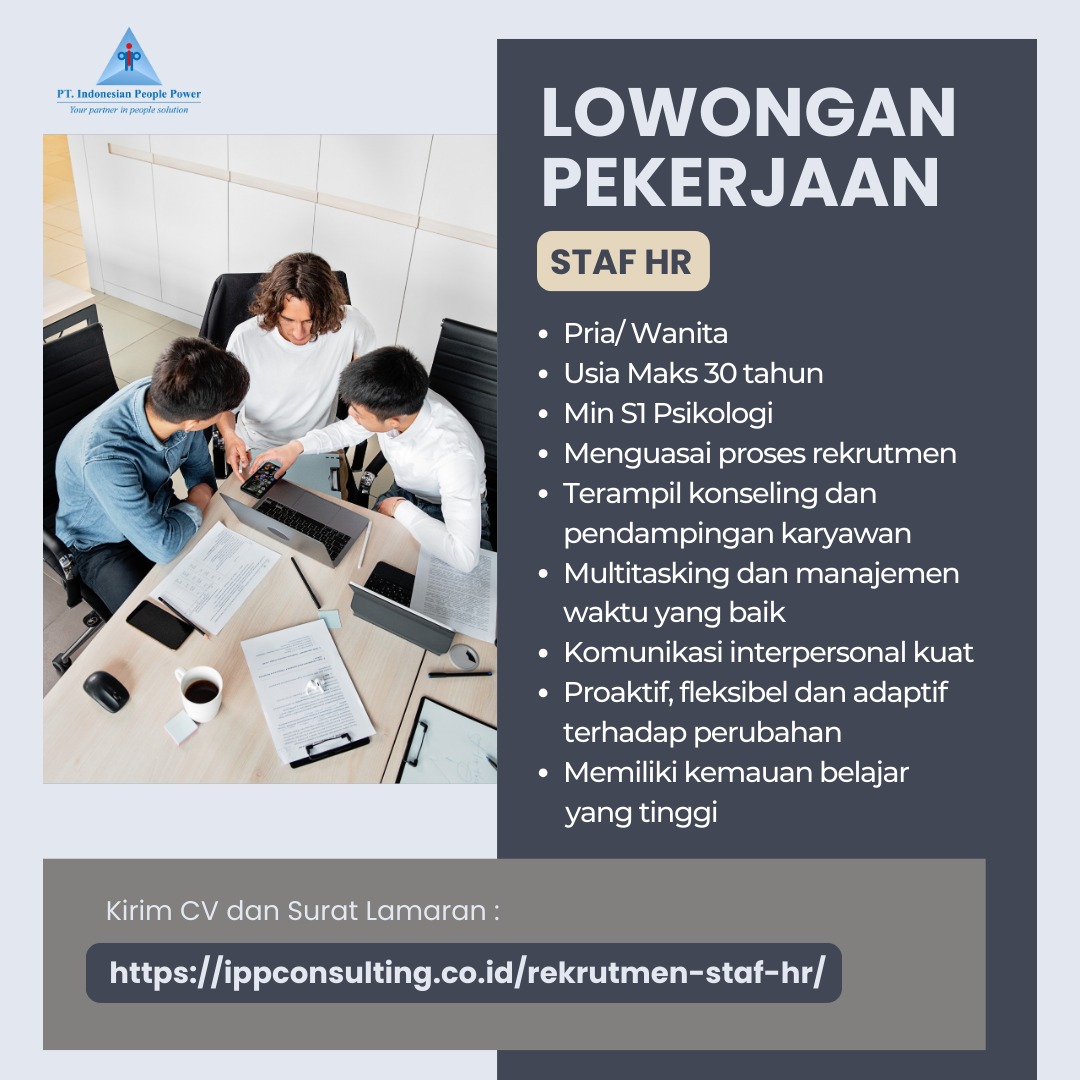 PT. Indonesian People Power
Your partner in people solution
LOWONGAN
PEKERJAAN
STAF HR
• Pria/ Wanita
• Usia Maks 30 tahun
• Min S1 Psikologi
• Menguasai proses rekrutmen
• Terampil konseling dan
pendampingan karyawan
• Multitasking dan manajemen
waktu yang baik
• Komunikasi interpersonal kuat
• Proaktif, fleksibel dan adaptif
terhadap perubahan
• Memiliki kemauan belajar
yang tinggi
Kirim CV dan Surat Lamaran :
https://ippconsulting.co.id/rekrutmen-staf-hr/